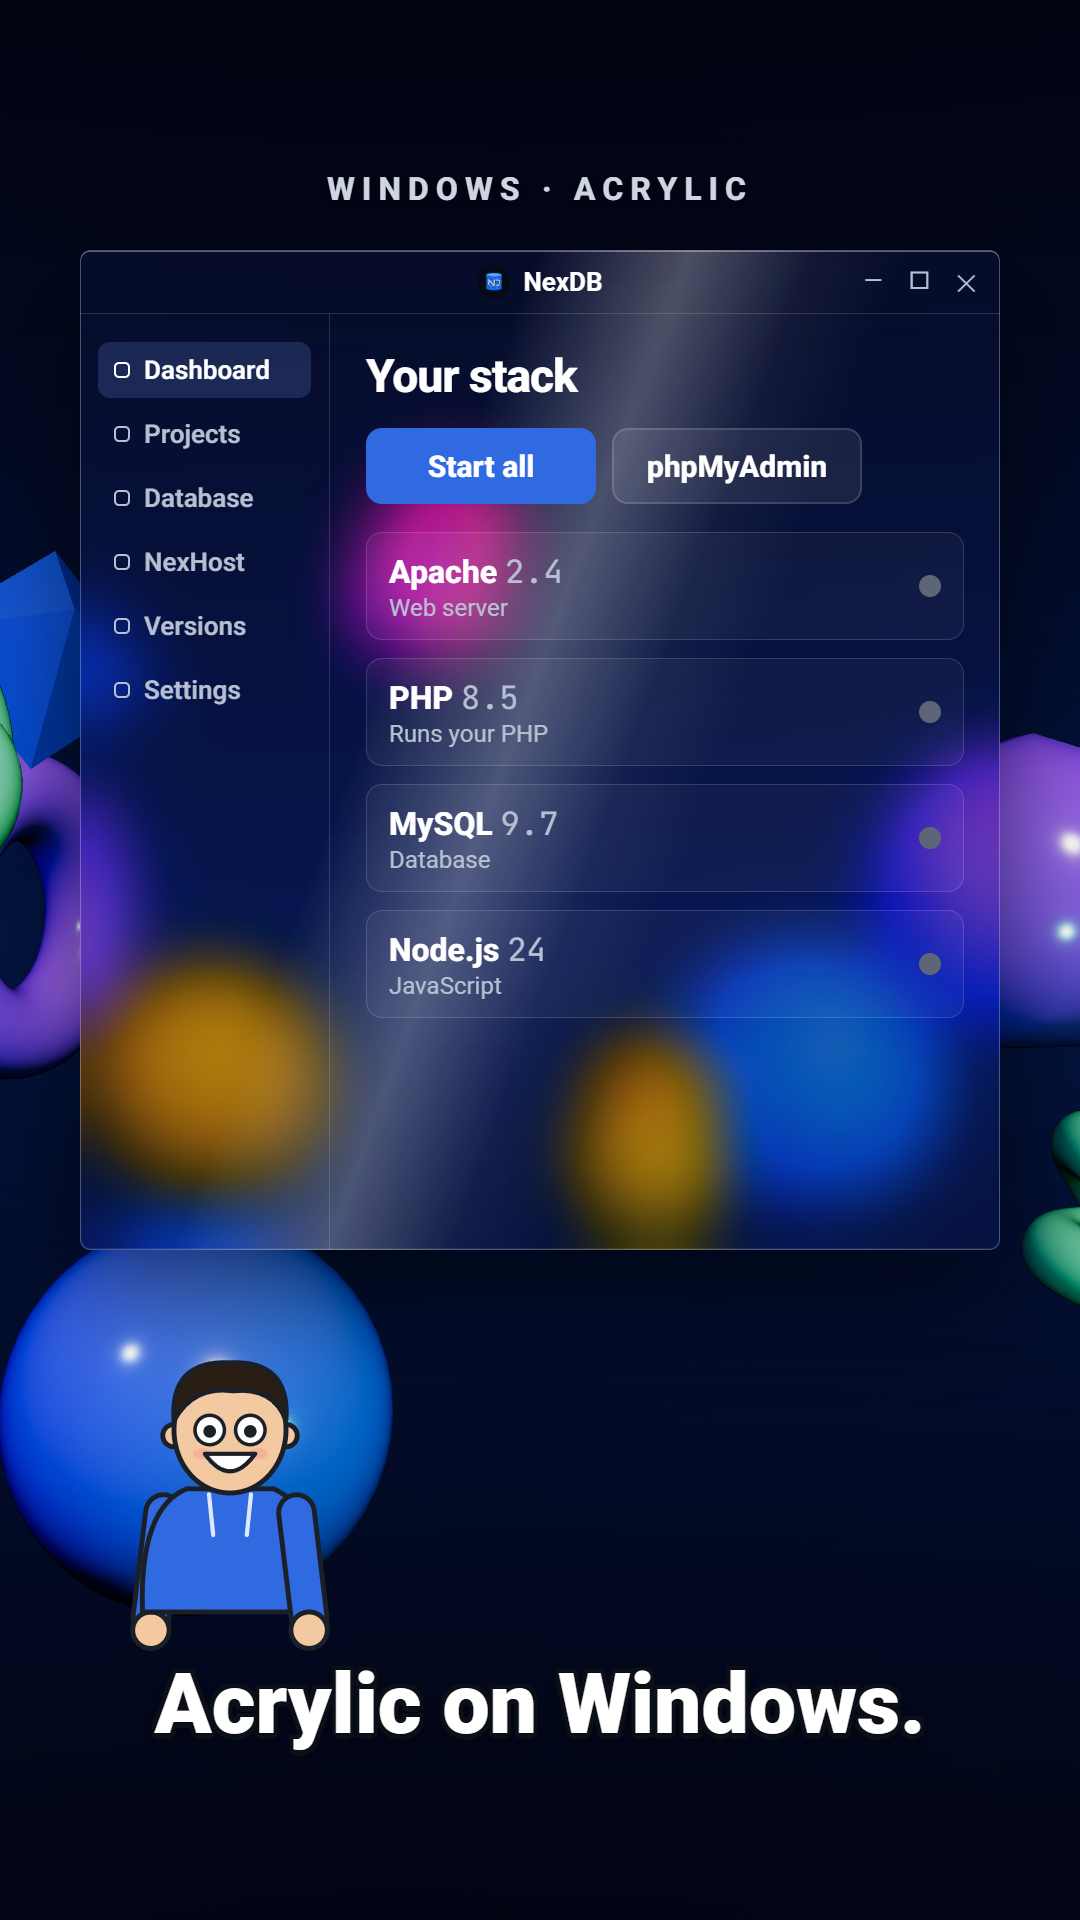 WINDOWS · ACRYLIC
NexDB
Dashboard
Projects
Database
NexHost
Versions
Settings
Your stack
Start all
phpMyAdmin
Apache 2.4
Web server
PHP 8.5
Runs your PHP
MySQL 9.7
Database
Node.js 24
JavaScript
Acrylic on Windows.